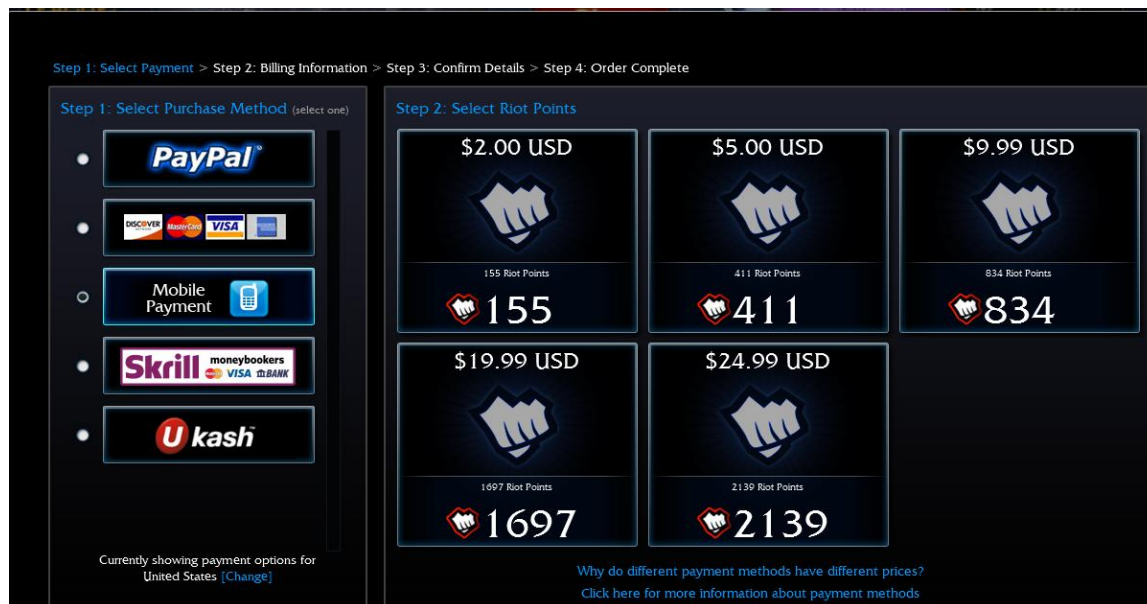 Step 1: Select Payment > Step 2: Billing Information > Step 3: Confirm Details > Step 4: Order Complete
Step 1: Select Purchase Method (select one)
PayPal
DISCOVER MasterCard VISA
Mobile
Payment
Skrill moneybookers
VISA BANK
Ukash
Currently showing payment options for
United States [Change]
Step 2: Select Riot Points
$2.00 USD
155 Riot Points
155
$5.00 USD
411 Riot Points
411
$9.99 USD
834 Riot Points
834
$19.99 USD
1697 Riot Points
1697
$24.99 USD
2139 Riot Points
2139
Why do different payment methods have different prices?
Click here for more information about payment methods